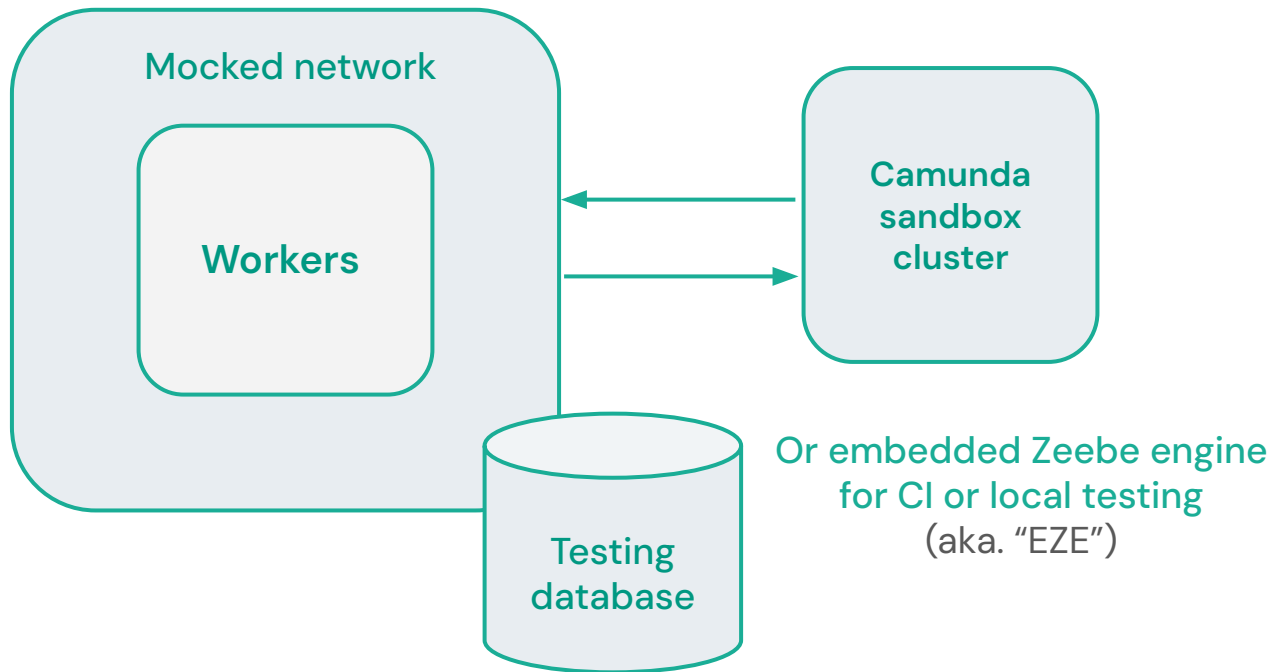 Mocked network
Workers
Camunda
sandbox
cluster
Or embedded Zeebe engine
for CI or local testing
(aka. “EZE”)
Testing
database